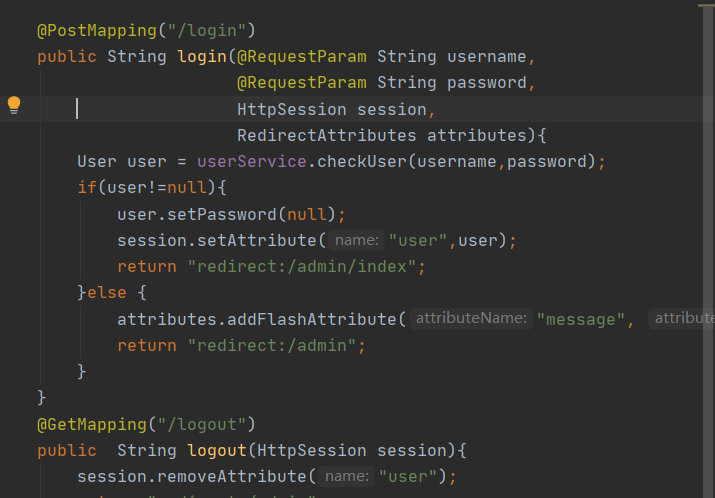 @PostMapping("/login")
public String login(@RequestParam String username,
@RequestParam String password,
HttpSession session,
RedirectAttributes attributes){
User user = userService.checkUser(username,password);
if(user!=null){
user.setPassword(null);
session.setAttribute( name: "user",user);
return "redirect:/admin/index";
}else {
attributes.addFlashAttribute( attributeName: "message", attribute
return "redirect:/admin";
}
}
@GetMapping("/logout")
public  String logout(HttpSession session){
session.removeAttribute( name: "user");